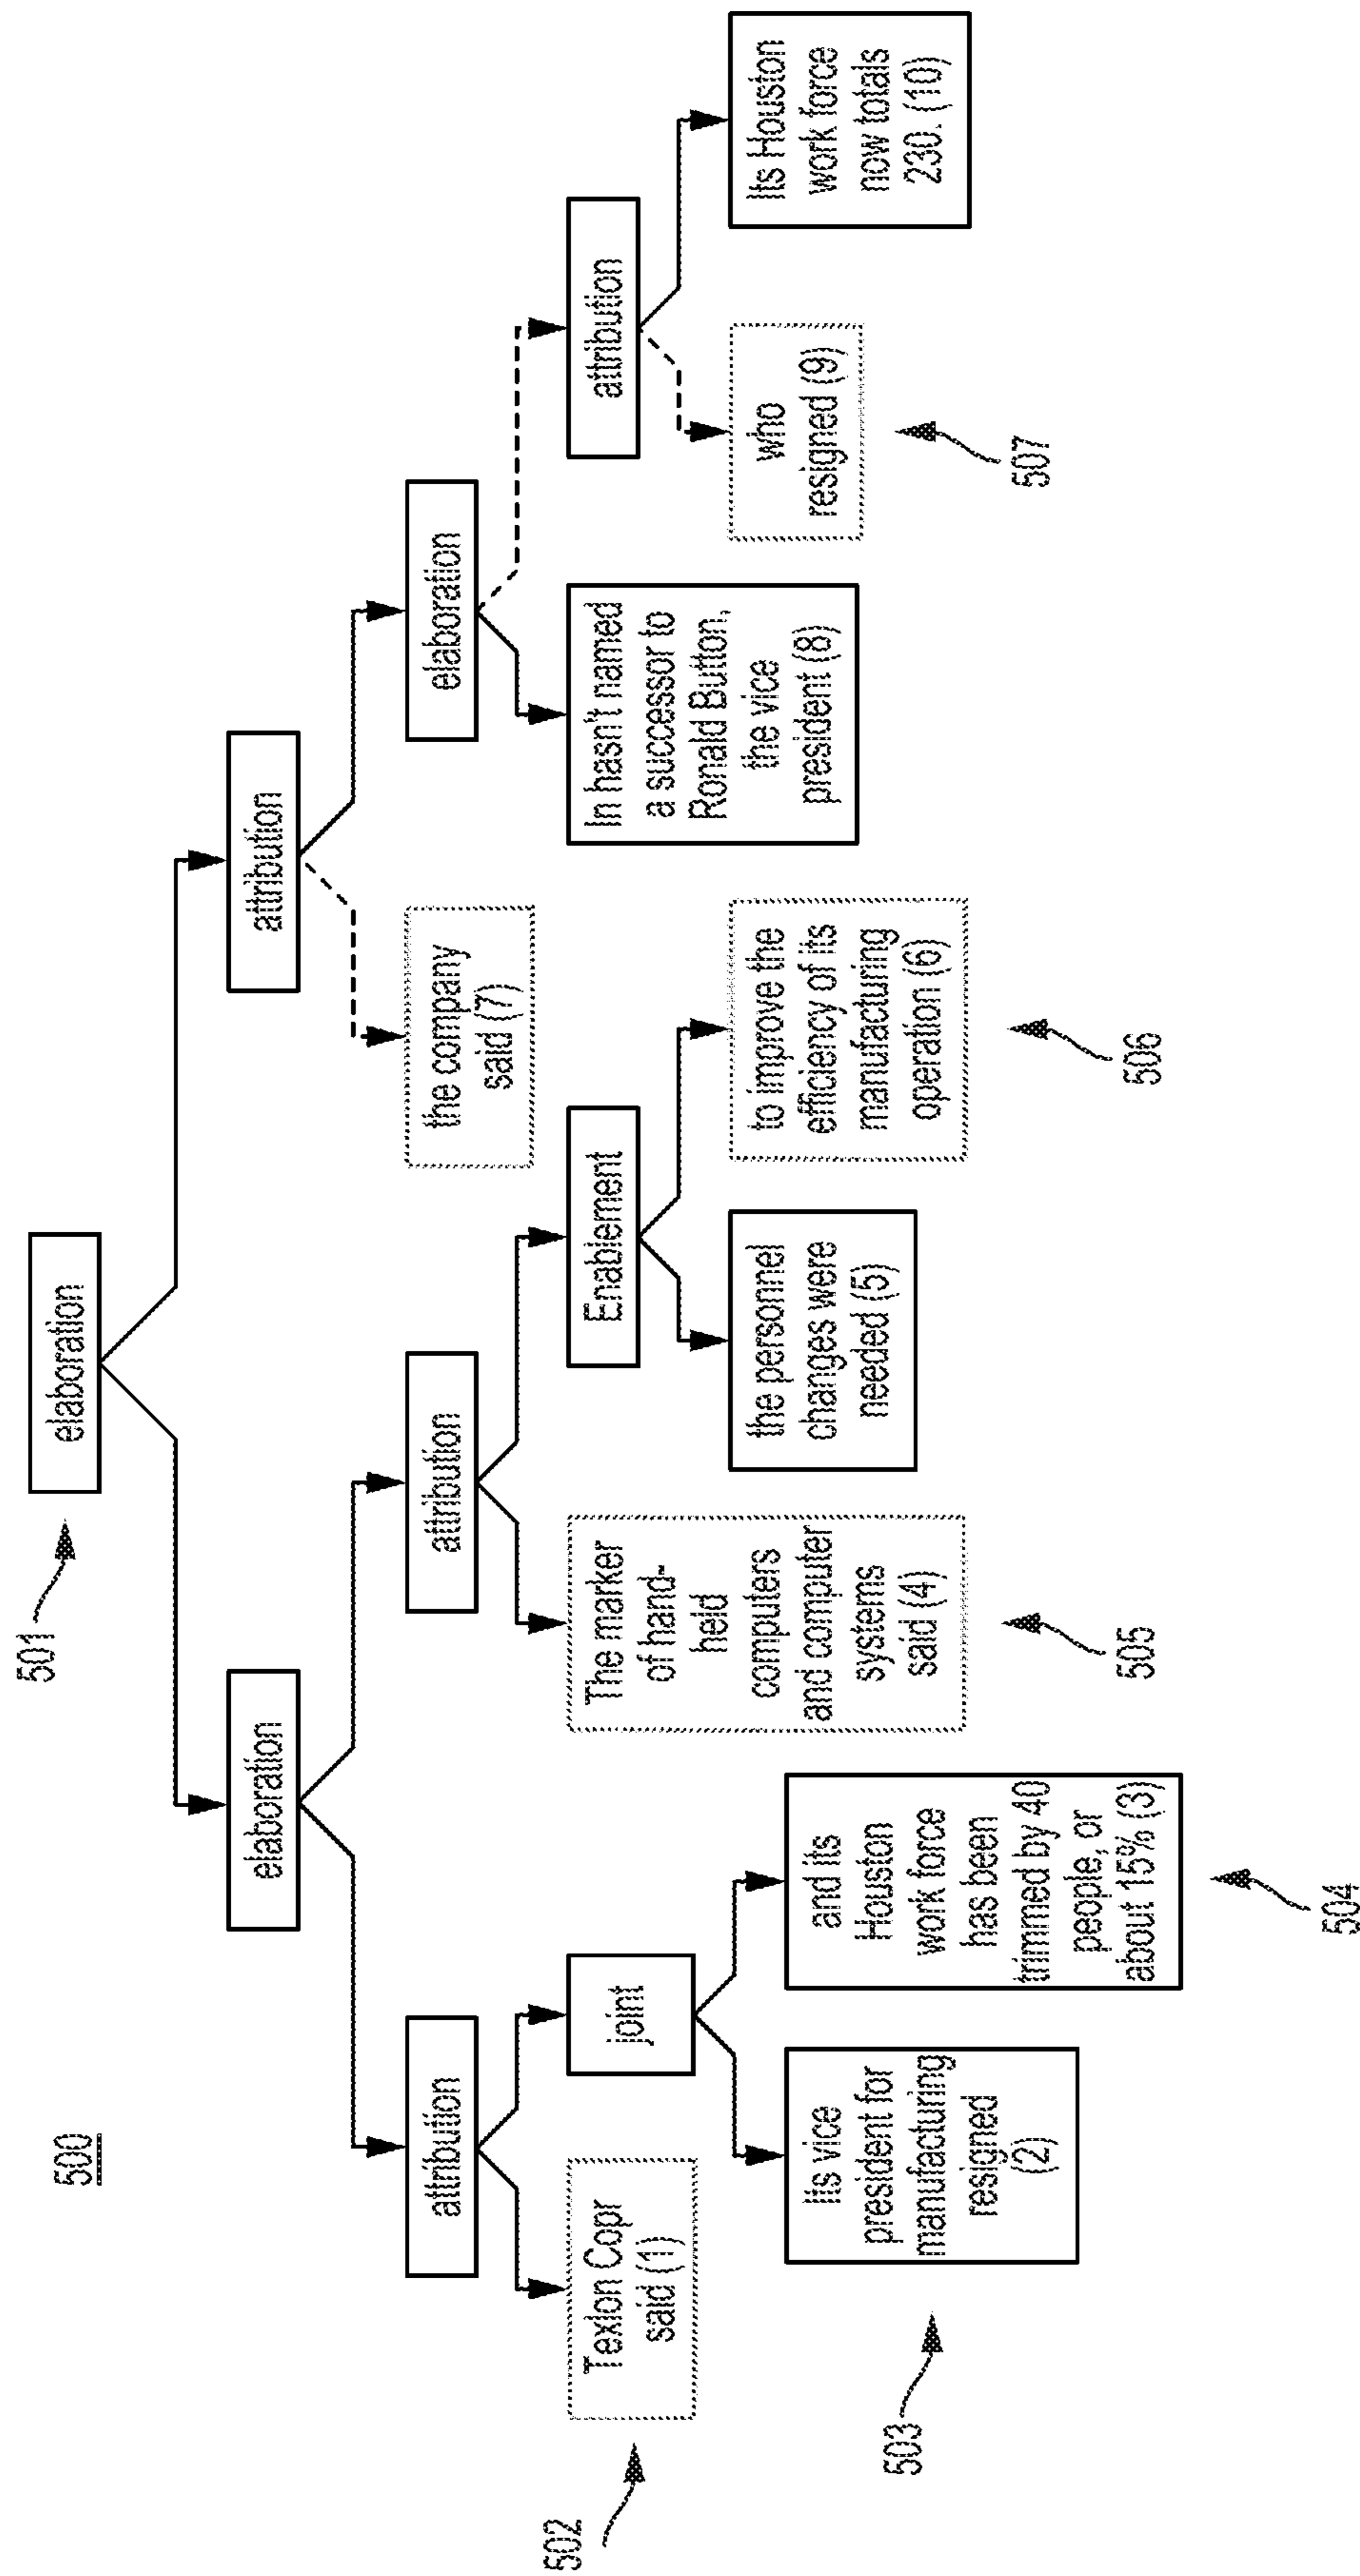 500
501
elaboration
elaboration
attribution
attribution
attribution
elaboration
Texlon Copr
said (1)
502
joint
The marker
of hand-
held
computers
and computer
systems
said (4)
505
Enablement
the company
said (7)
In hasn't named
a successor to
Ronald Button,
the vice
president (8)
attribution
Its vice
president for
manufacturing
resigned
(2)
503
and its
Houston
work force
has been
trimmed by 40
people, or
about 15% (3)
504
the personnel
changes were
needed (5)
to improve the
efficiency of its
manufacturing
operation (6)
506
who
resigned (9)
507
Its Houston
work force
now totals
230. (10)